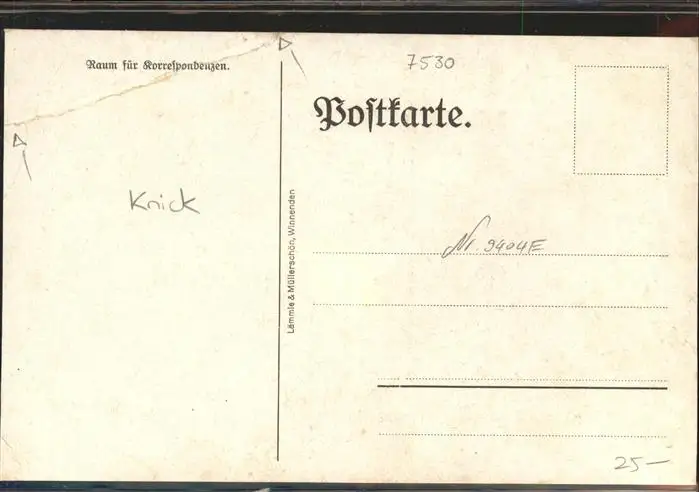 Raum für Korrespondenzen.
Knick
Lämmle & Müllerschön, Winnenden
7530
Postkarte.
Nr. 9404E
25—